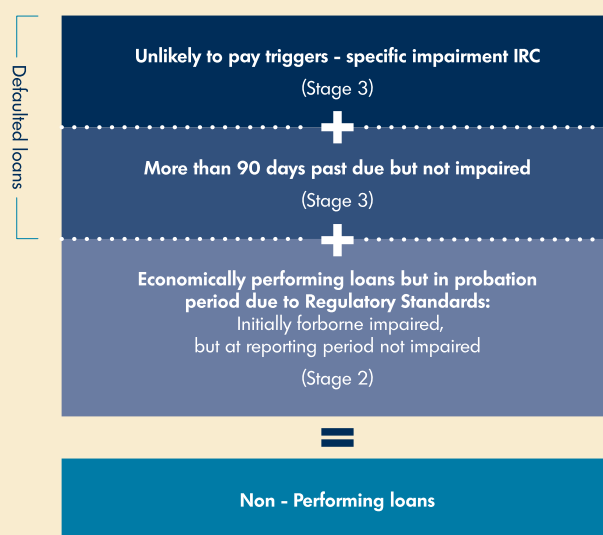 Defaulted loans
Unlikely to pay triggers - specific impairment IRC
(Stage 3)
+
More than 90 days past due but not impaired
(Stage 3)
+
Economically performing loans but in probation
period due to Regulatory Standards:
Initially forborne impaired,
but at reporting period not impaired
(Stage 2)
=
Non - Performing loans